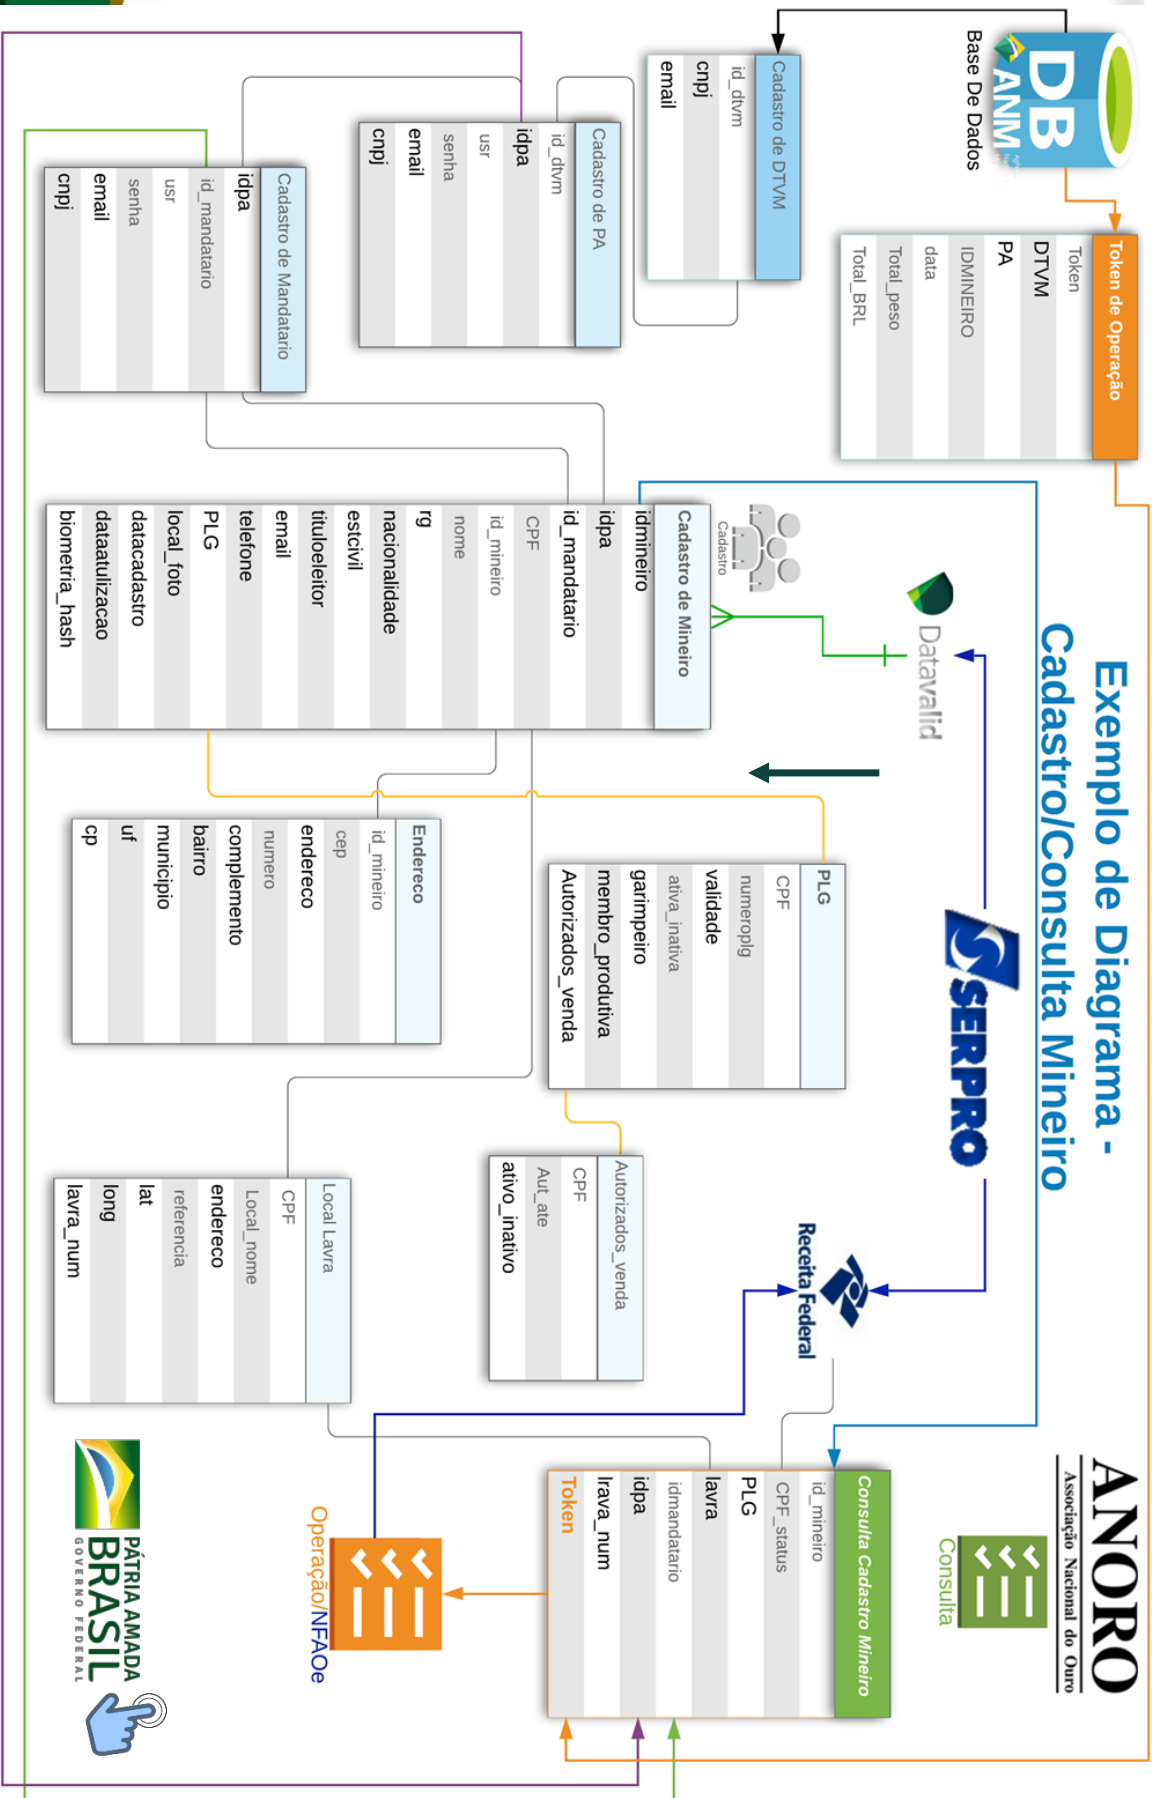 Exemplo de Diagrama -
Cadastro/Consulta Mineiro
ANORO
Associação Nacional do Ouro
DB
ANM
Base De Dados
Token de Operação
Token
DTVM
PA
IDMINEIRO
data
Total_peso
Total_BRL
Cadastro de DTVM
id_dtvm
cnpj
email
Cadastro de PA
id_dtvm
idpa
usr
senha
email
cnpj
Cadastro de Mandatario
idpa
id_mandatario
usr
senha
email
cnpj
Datavalid
SERPRO
Receita Federal
Consulta
Cadastro
Cadastro de Mineiro
idmineiro
idpa
id_mandatario
CPF
id_mineiro
nome
rg
nacionalidade
estcivil
tituloeleitor
email
telefone
PLG
local_foto
datacadastro
dataatulizacao
biometria_hash
PLG
CPF
numeroplg
validade
ativa_inativa
garimpeiro
membro_produtiva
Autorizados_venda
Endereco
id_mineiro
cep
endereco
numero
complemento
bairro
municipio
uf
cp
Autorizados_venda
CPF
Aut_ate
ativo_inativo
Local Lavra
CPF
Local_nome
endereco
referencia
lat
long
lavra_num
Consulta Cadastro Mineiro
id_mineiro
CPF_status
PLG
lavra
idmandatario
idpa
lrava_num
Token
Operação/NFAOe
PÁTRIA AMADA
BRASIL
GOVERNO FEDERAL